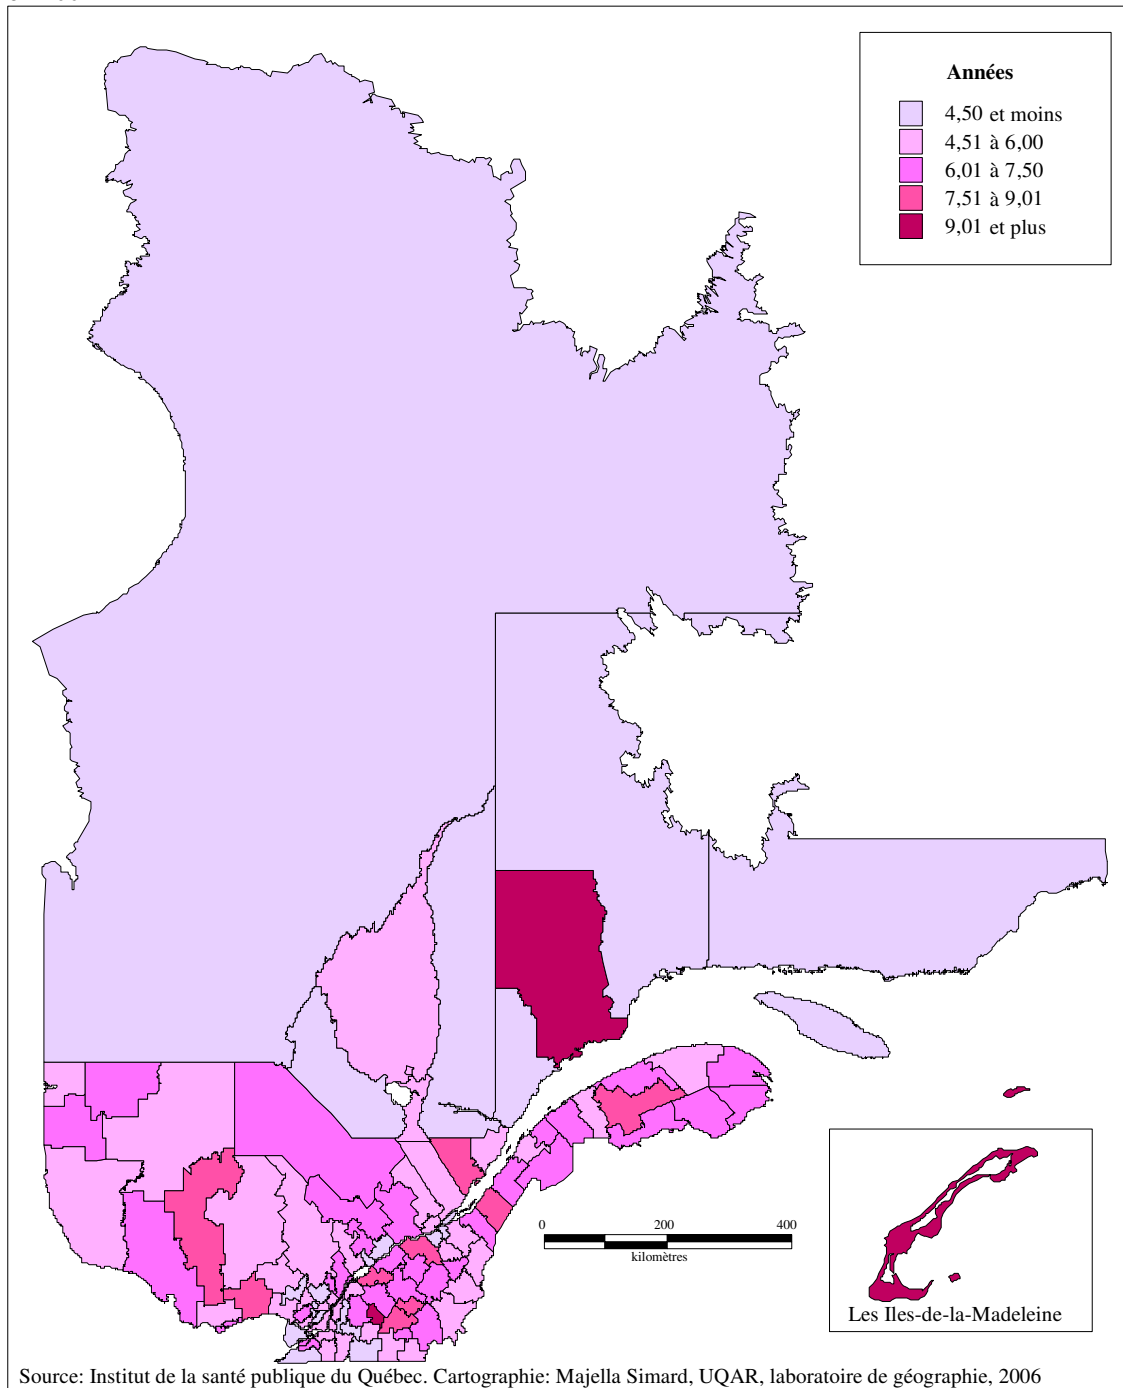 Années
4,50 et moins
4,51 à 6,00
6,01 à 7,50
7,51 à 9,01
9,01 et plus
0 200 400
kilomètres
Les Iles-de-la-Madeleine
Source: Institut de la santé publique du Québec. Cartographie: Majella Simard, UQAR, laboratoire de géographie, 2006